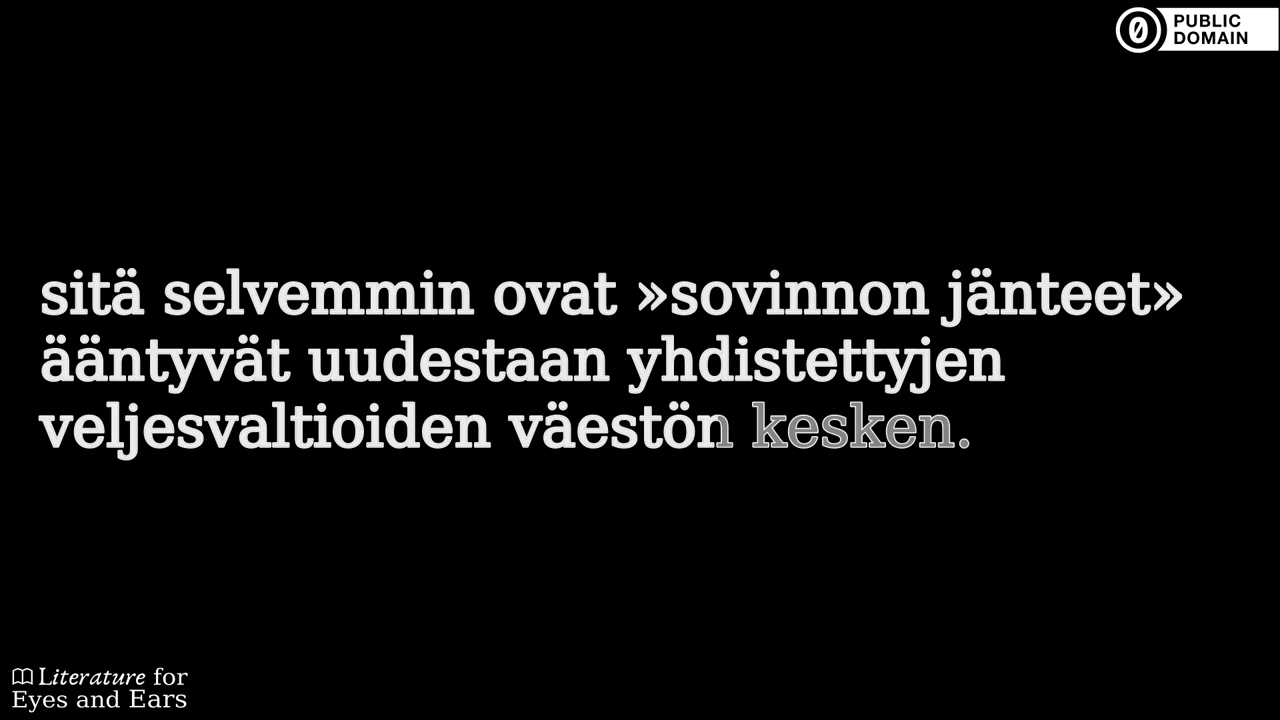 PUBLIC
DOMAIN
sitä selvemmin ovat »sovinnon jänteet»
ääntyvät uudestaan yhdistettyjen
veljesvaltioiden väestön kesken.
Literature for
Eyes and Ears